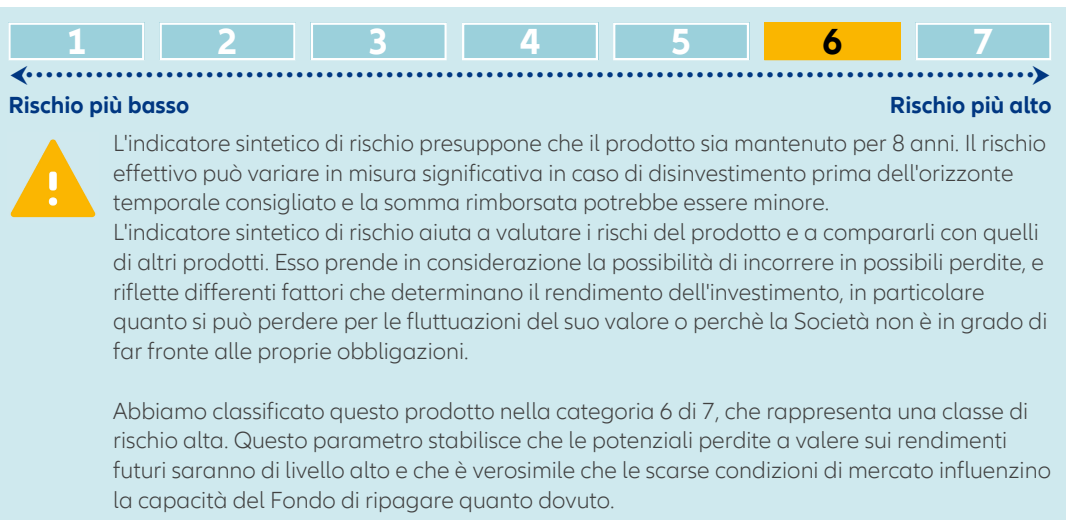 1 2 3 4 5 6 7
Rischio più basso Rischio più alto
L'indicatore sintetico di rischio presuppone che il prodotto sia mantenuto per 8 anni. Il rischio
effettivo può variare in misura significativa in caso di disinvestimento prima dell'orizzonte
temporale consigliato e la somma rimborsata potrebbe essere minore.
L'indicatore sintetico di rischio aiuta a valutare i rischi del prodotto e a compararli con quelli
di altri prodotti. Esso prende in considerazione la possibilità di incorrere in possibili perdite, e
riflette differenti fattori che determinano il rendimento dell'investimento, in particolare
quanto si può perdere per le fluttuazioni del suo valore o perchè la Società non è in grado di
far fronte alle proprie obbligazioni.
Abbiamo classificato questo prodotto nella categoria 6 di 7, che rappresenta una classe di
rischio alta. Questo parametro stabilisce che le potenziali perdite a valere sui rendimenti
futuri saranno di livello alto e che è verosimile che le scarse condizioni di mercato influenzino
la capacità del Fondo di ripagare quanto dovuto.